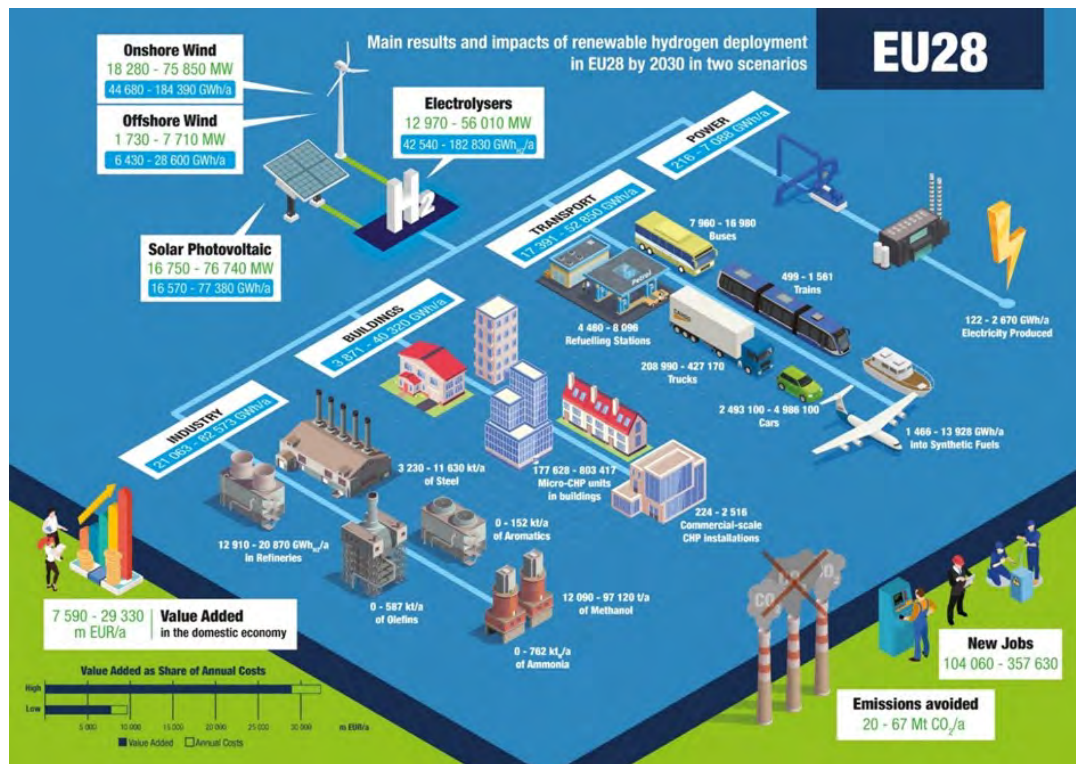 Main results and impacts of renewable hydrogen deployment
in EU28 by 2030 in two scenarios
EU28
Onshore Wind
18 280 - 75 850 MW
44 680 - 184 390 GWh/a
Offshore Wind
1 730 - 7 710 MW
6 430 - 28 600 GWh/a
Electrolysers
12 970 - 56 010 MW
42 540 - 182 830 GWhH2/a
H2
Solar Photovoltaic
16 750 - 76 740 MW
16 570 - 77 380 GWh/a
POWER
216 - 7 088 GWh/a
122 - 2 670 GWh/a
Electricity Produced
TRANSPORT
17 391 - 52 850 GWh/a
7 960 - 16 980
Buses
499 - 1 561
Trains
Petrol
4 460 - 8 096
Refuelling Stations
208 990 - 427 170
Trucks
2 493 100 - 4 986 100
Cars
1 466 - 13 928 GWh/a
Into Synthetic Fuels
BUILDINGS
3 871 - 40 320 GWh/a
177 628 - 803 417
Micro-CHP units
in buildings
224 - 2 516
Commercial-scale
CHP installations
INDUSTRY
21 063 - 82 573 GWh/a
3 230 - 11 630 kt/a
of Steel
12 910 - 20 870 GWhH2/a
in Refineries
0 - 152 kt/a
of Aromatics
0 - 587 kt/a
of Olefins
12 090 - 97 120 t/a
of Methanol
0 - 762 ktN/a
of Ammonia
7 590 - 29 330
m EUR/a
Value Added
in the domestic economy
Value Added as Share of Annual Costs
High
Low
5 000 10 000 15 000 20 000 25 000 30 000 m EUR/a
Value Added Annual Costs
CO2
Emissions avoided
20 - 67 Mt CO2/a
New Jobs
104 060 - 357 630